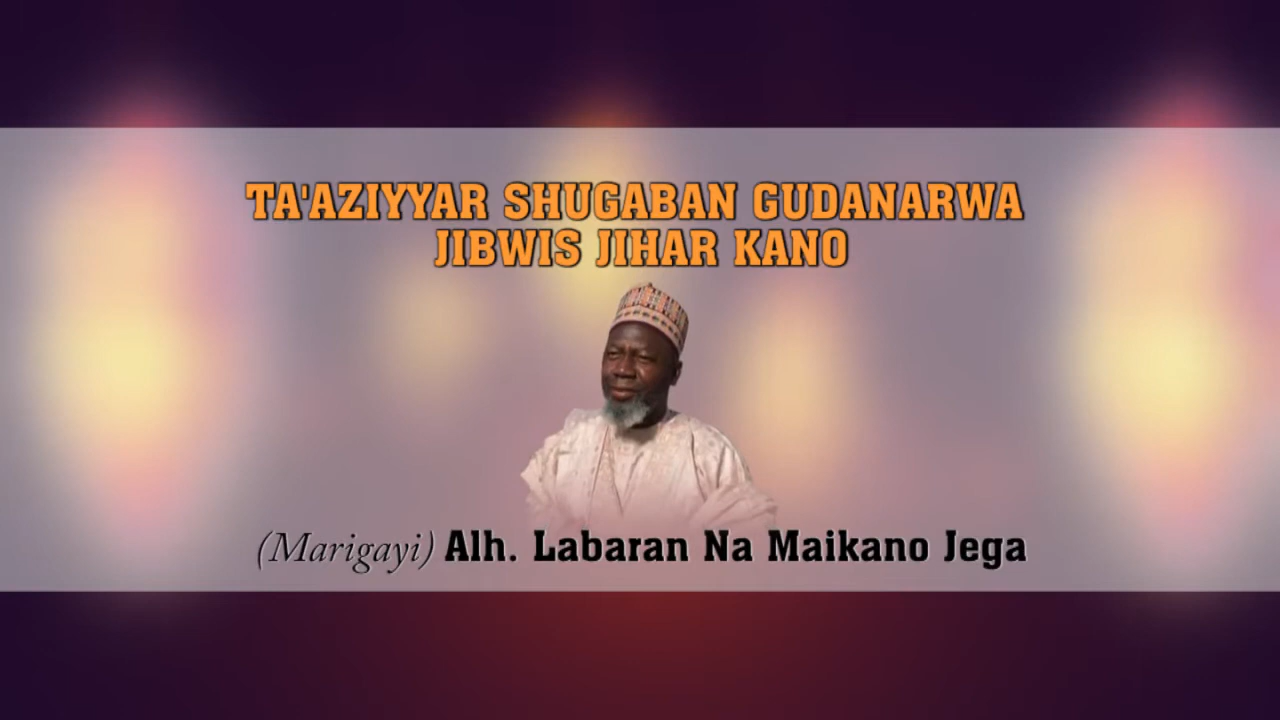 TA'AZIYYAR SHUGABAN GUDANARWA
JIBWIS JIHAR KANO
(Marigayi) Alh. Labaran Na Maikano Jega